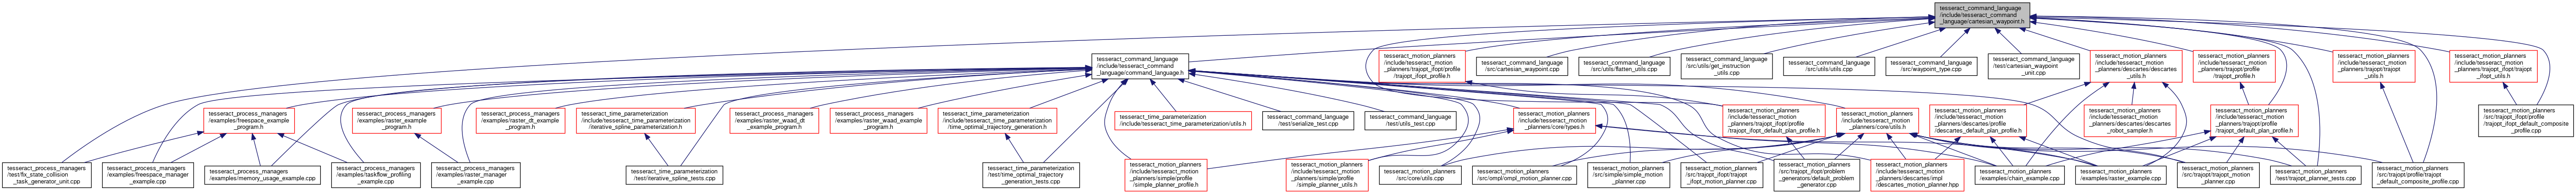 tesseract_command_language
/include/tesseract_command
_language/cartesian_waypoint.h
tesseract_command_language
/include/tesseract_command
_language/command_language.h
tesseract_motion_planners
/include/tesseract_motion
_planners/trajopt_ifopt/profile
/trajopt_ifopt_profile.h
tesseract_command_language
/src/cartesian_waypoint.cpp
tesseract_command_language
/src/utils/flatten_utils.cpp
tesseract_command_language
/src/utils/get_instruction
_utils.cpp
tesseract_command_language
/src/utils/utils.cpp
tesseract_command_language
/src/waypoint_type.cpp
tesseract_command_language
/test/cartesian_waypoint
_unit.cpp
tesseract_motion_planners
/include/tesseract_motion
_planners/descartes/descartes
_utils.h
tesseract_motion_planners
/include/tesseract_motion
_planners/trajopt/profile
/trajopt_profile.h
tesseract_motion_planners
/include/tesseract_motion
_planners/trajopt/trajopt
_utils.h
tesseract_motion_planners
/include/tesseract_motion
_planners/trajopt_ifopt/trajopt
_ifopt_utils.h
tesseract_process_managers
/examples/freespace_example
_program.h
tesseract_process_managers
/examples/raster_example
_program.h
tesseract_process_managers
/examples/raster_dt_example
_program.h
tesseract_time_parameterization
/include/tesseract_time_parameterization
/iterative_spline_parameterization.h
tesseract_process_managers
/examples/raster_waad_dt
_example_program.h
tesseract_process_managers
/examples/raster_waad_example
_program.h
tesseract_time_parameterization
/include/tesseract_time_parameterization
/time_optimal_trajectory_generation.h
tesseract_time_parameterization
/include/tesseract_time_parameterization/utils.h
tesseract_command_language
/test/serialize_test.cpp
tesseract_command_language
/test/utils_test.cpp
tesseract_motion_planners
/include/tesseract_motion
_planners/core/types.h
tesseract_motion_planners
/include/tesseract_motion
_planners/trajopt_ifopt/profile
/trajopt_ifopt_default_plan_profile.h
tesseract_motion_planners
/include/tesseract_motion
_planners/core/utils.h
tesseract_motion_planners
/include/tesseract_motion
_planners/descartes/profile
/descartes_default_plan_profile.h
tesseract_motion_planners
/include/tesseract_motion
_planners/descartes/descartes
_robot_sampler.h
tesseract_motion_planners
/include/tesseract_motion
_planners/trajopt/profile
/trajopt_default_plan_profile.h
tesseract_motion_planners
/src/trajopt_ifopt/profile
/trajopt_ifopt_default_composite
_profile.cpp
tesseract_process_managers
/test/fix_state_collision
_task_generator_unit.cpp
tesseract_process_managers
/examples/freespace_manager
_example.cpp
tesseract_process_managers
/examples/memory_usage_example.cpp
tesseract_process_managers
/examples/taskflow_profiling
_example.cpp
tesseract_process_managers
/examples/raster_manager
_example.cpp
tesseract_time_parameterization
/test/iterative_spline_tests.cpp
tesseract_time_parameterization
/test/time_optimal_trajectory
_generation_tests.cpp
tesseract_motion_planners
/include/tesseract_motion
_planners/simple/profile
/simple_planner_profile.h
tesseract_motion_planners
/include/tesseract_motion
_planners/simple/profile
/simple_planner_utils.h
tesseract_motion_planners
/src/core/utils.cpp
tesseract_motion_planners
/src/ompl/ompl_motion_planner.cpp
tesseract_motion_planners
/src/simple/simple_motion
_planner.cpp
tesseract_motion_planners
/src/trajopt_ifopt/trajopt
_ifopt_motion_planner.cpp
tesseract_motion_planners
/src/trajopt_ifopt/problem
_generators/default_problem
_generator.cpp
tesseract_motion_planners
/include/tesseract_motion
_planners/descartes/impl
/descartes_motion_planner.hpp
tesseract_motion_planners
/examples/chain_example.cpp
tesseract_motion_planners
/examples/raster_example.cpp
tesseract_motion_planners
/src/trajopt/trajopt_motion
_planner.cpp
tesseract_motion_planners
/test/trajopt_planner_tests.cpp
tesseract_motion_planners
/src/trajopt/profile/trajopt
_default_composite_profile.cpp